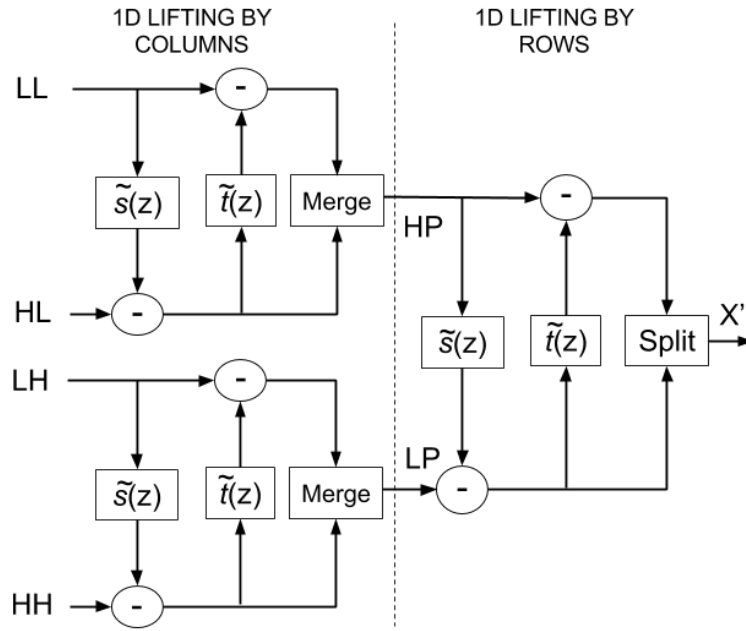 1D LIFTING BY
COLUMNS
1D LIFTING BY
ROWS
LL
-
-
s̃(z)
t̃(z)
Merge
HP
HL
-
X'
s̃(z)
t̃(z)
Split
LH
-
LP
s̃(z)
t̃(z)
Merge
-
HH
-